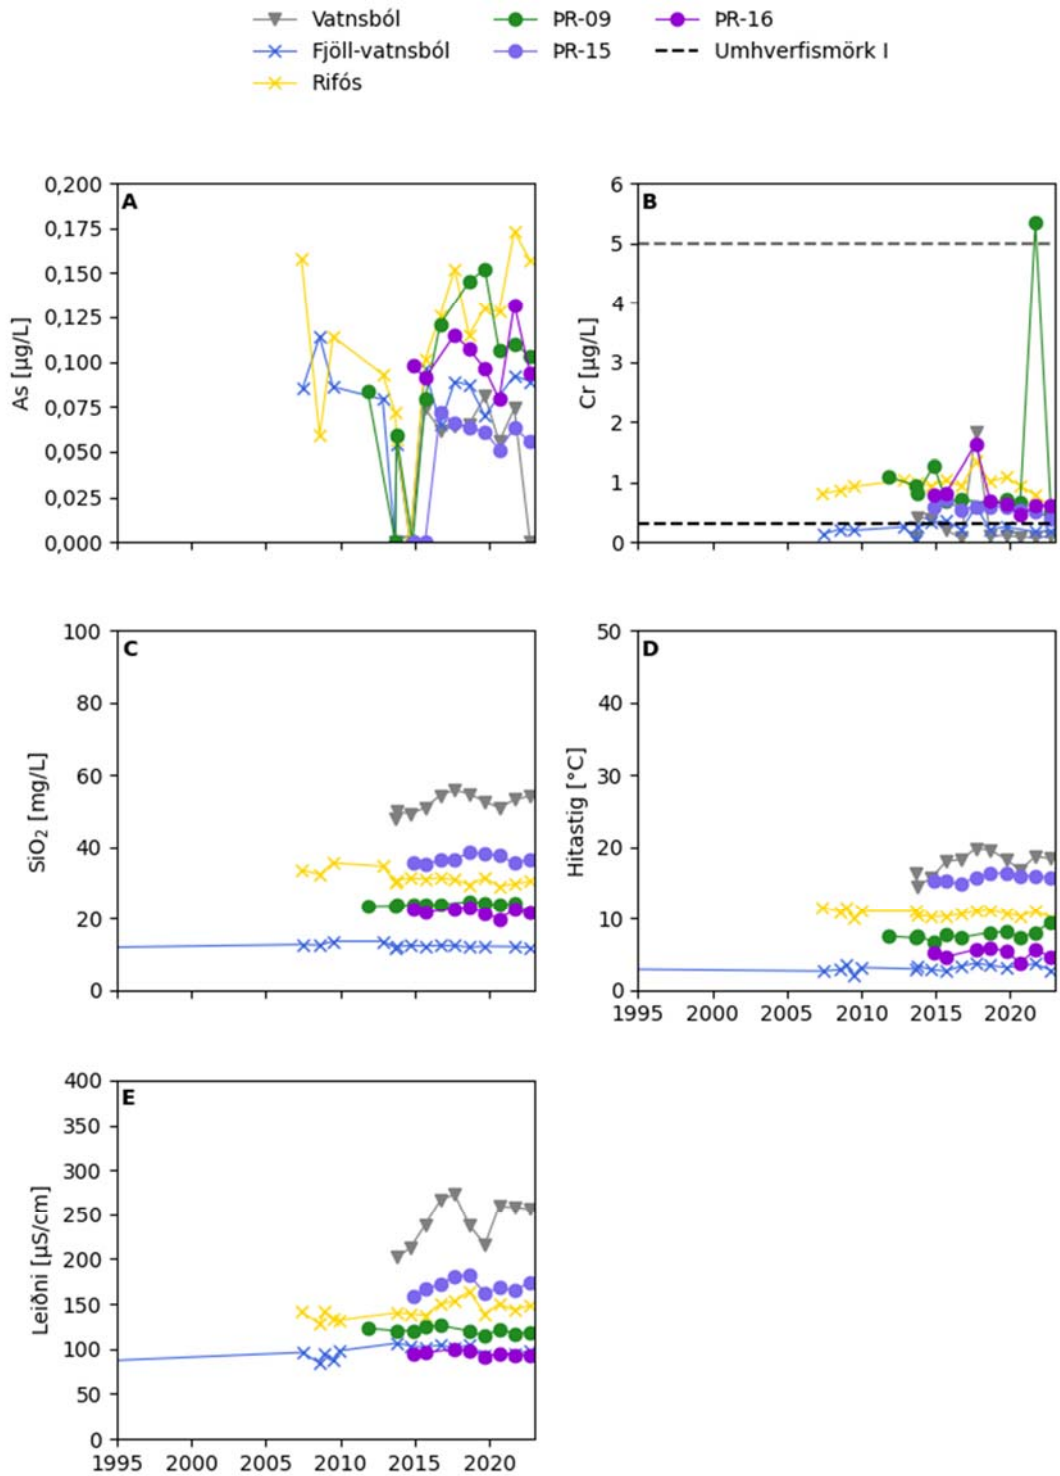 Vatnsból
Fjöll-vatnsból
Rifós
ÞR-09
ÞR-15
ÞR-16
Umhverfismörk I
A
As [µg/L]
0,200
0,175
0,150
0,125
0,100
0,075
0,050
0,025
0,000
B
Cr [µg/L]
6
5
4
3
2
1
0
C
SiO₂ [mg/L]
100
80
60
40
20
0
D
Hitastig [°C]
50
40
30
20
10
0
1995 2000 2005 2010 2015 2020
E
Leiðni [µS/cm]
400
350
300
250
200
150
100
50
0
1995 2000 2005 2010 2015 2020